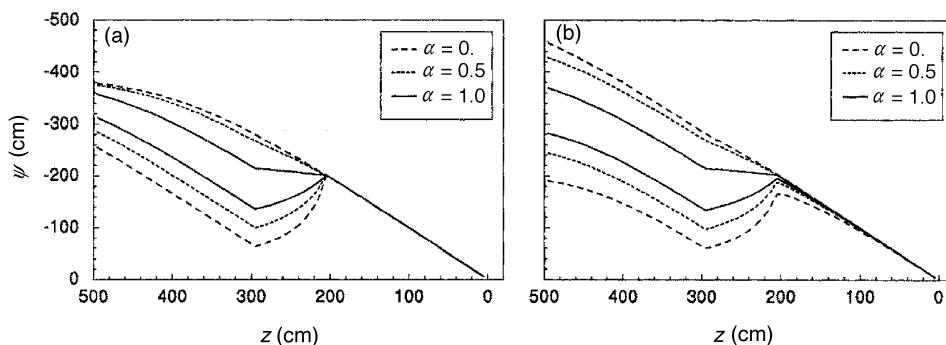 (a)
α = 0.
α = 0.5
α = 1.0
-500
-400
-300
-200
-100
0
ψ (cm)
500 400 300 200 100 0
z (cm)
(b)
α = 0.
α = 0.5
α = 1.0
500 400 300 200 100 0
z (cm)